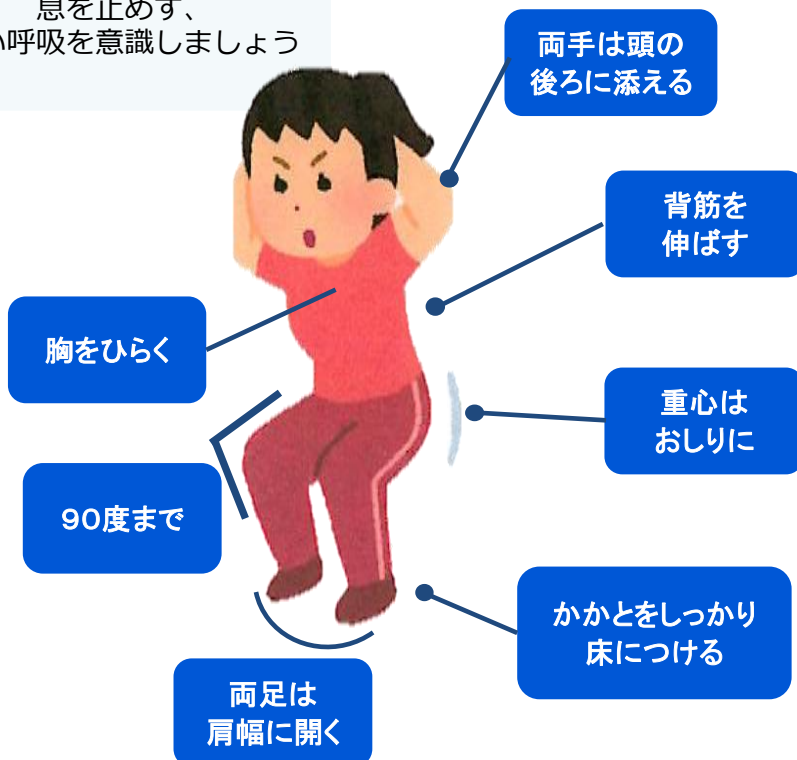 息を止めず、
い呼吸を意識しましょう
両手は頭の
後ろに添える
背筋を
伸ばす
胸をひらく
重心は
おしりに
90度まで
かかとをしっかり
床につける
両足は
肩幅に開く